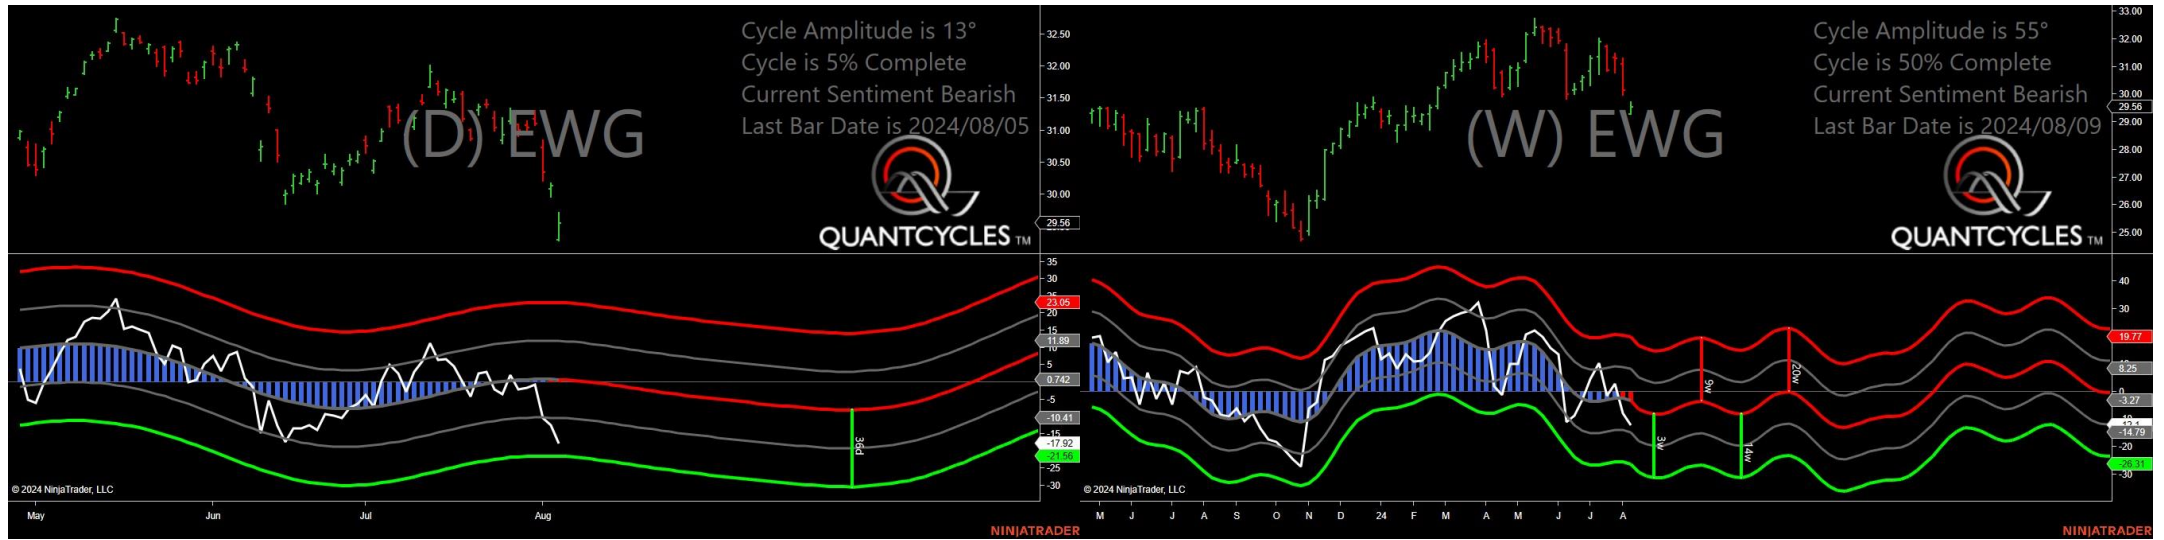 Cycle Amplitude is 13°
Cycle is 5% Complete
Current Sentiment Bearish
Last Bar Date is 2024/08/05
(D) EWG
QUANTCYCLES TM
32.50
32.00
31.50
31.00
30.50
30.00
29.56
35
30
23.05
20
15
11.89
5
0.742
-5
-10.41
-15
-17.92
-21.56
-25
-30
36d
© 2024 NinjaTrader, LLC
May Jun Jul Aug
NINJATRADER
Cycle Amplitude is 55°
Cycle is 50% Complete
Current Sentiment Bearish
Last Bar Date is 2024/08/09
(W) EWG
QUANTCYCLES TM
33.00
32.00
31.00
30.00
29.56
29.00
28.00
27.00
26.00
25.00
40
30
19.77
8.25
0
-3.27
-14.79
-20
-26.31
-30
9w
20w
3w
14w
© 2024 NinjaTrader, LLC
M J J A S O N D 24 F M A M J J A
NINJATRADER